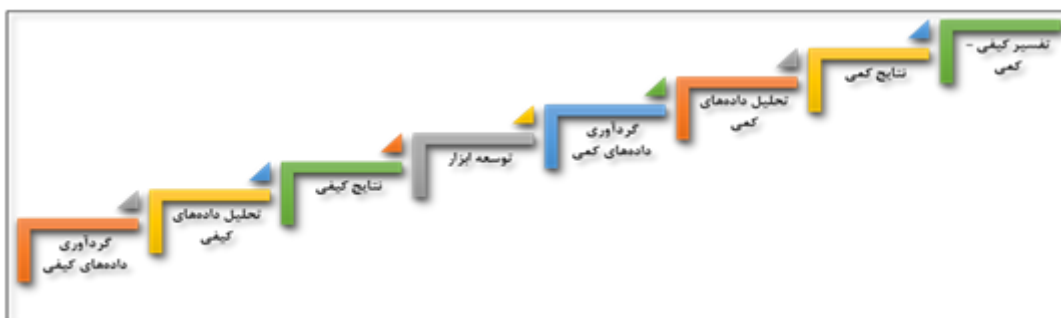 گردآوری
داده‌های کیفی
تحلیل داده‌های
کیفی
نتایج کیفی
توسعه ابزار
گردآوری
داده‌های کمی
تحلیل داده‌های
کمی
نتایج کمی
تفسیر کیفی –
کمی